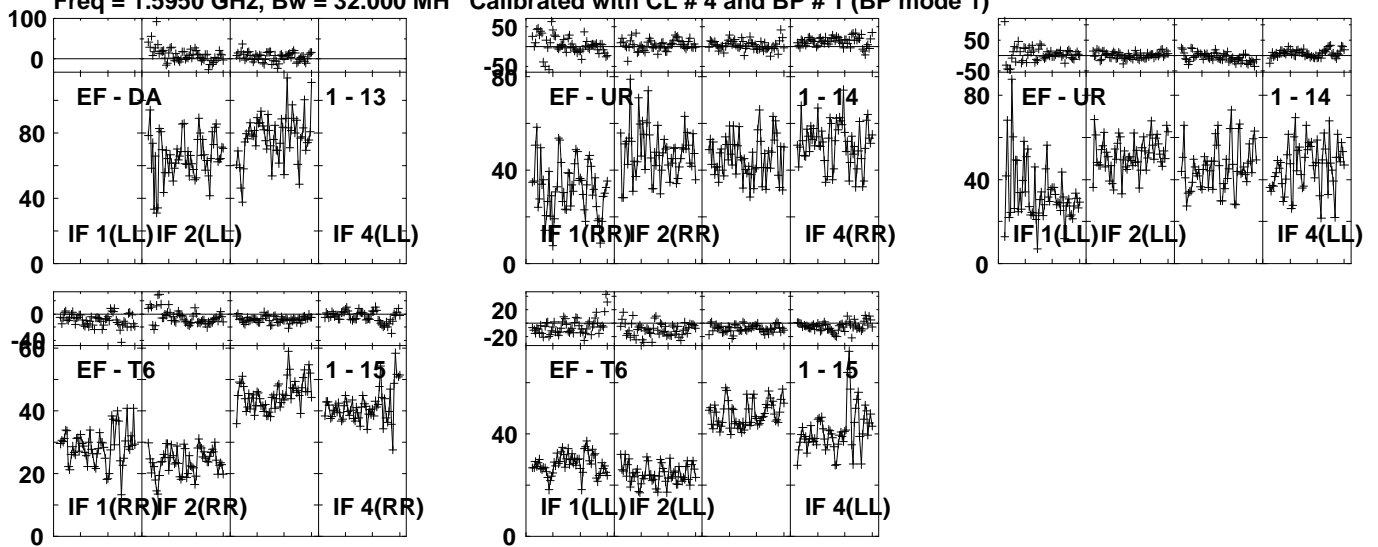 Freq = 1.5950 GHz, Bw = 32.000 MH Calibrated with CL # 4 and BP # 1 (BP mode 1)
100
0
100
80
40
0
EF - DA 1 - 13
IF 1(LL) IF 2(LL) IF 4(LL)
50
-50
80
40
0
EF - UR 1 - 14
IF 1(RR) IF 2(RR) IF 4(RR)
50
-50
80
40
0
EF - UR 1 - 14
IF 1(LL) IF 2(LL) IF 4(LL)
0
-40
60
40
20
0
EF - T6 1 - 15
IF 1(RR) IF 2(RR) IF 4(RR)
20
-20
40
0
EF - T6 1 - 15
IF 1(LL) IF 2(LL) IF 4(LL)